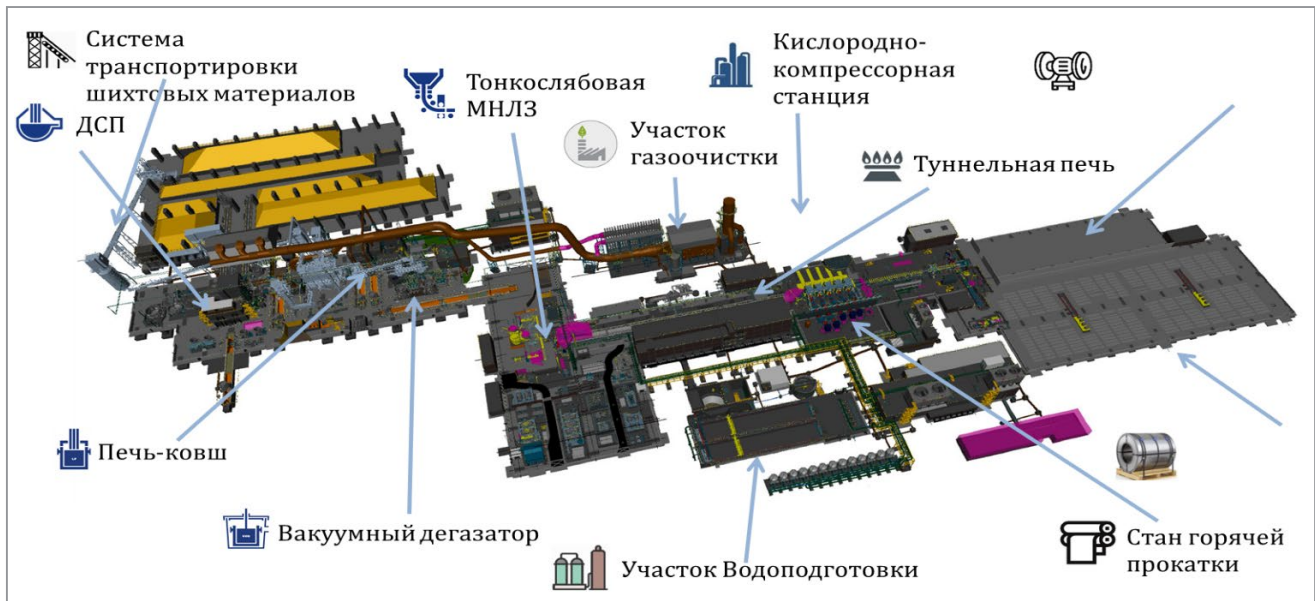 Система
транспортировки
шихтовых материалов
ДСП
Тонкослябовая
МНЛЗ
Участок
газоочистки
Кислородно-
компрессорная
станция
Туннельная печь
Печь-ковш
Вакуумный дегазатор
Участок Водоподготовки
Стан горячей
прокатки